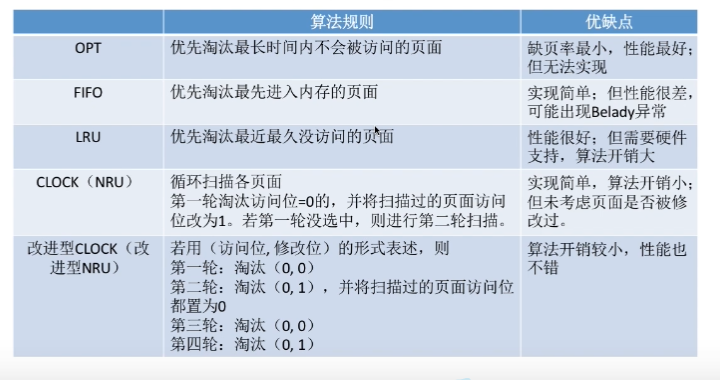 算法规则 优缺点
OPT 优先淘汰最长时间内不会被访问的页面 缺页率最小，性能最好；
但无法实现
FIFO 优先淘汰最先进入内存的页面 实现简单；但性能很差，
可能出现Belady异常
LRU 优先淘汰最近最久没访问的页面 性能很好；但需要硬件
支持，算法开销大
CLOCK（NRU） 循环扫描各页面 实现简单，算法开销小；
第一轮淘汰访问位=0的，并将扫描过的页面访问 但未考虑页面是否被修
位改为1。若第一轮没选中，则进行第二轮扫描。 改过。
改进型CLOCK（改 若用（访问位, 修改位）的形式表述，则 算法开销较小，性能也
进型NRU） 第一轮：淘汰（0, 0） 不错
第二轮：淘汰（0, 1），并将扫描过的页面访问位
都置为0
第三轮：淘汰（0, 0）
第四轮：淘汰（0, 1）